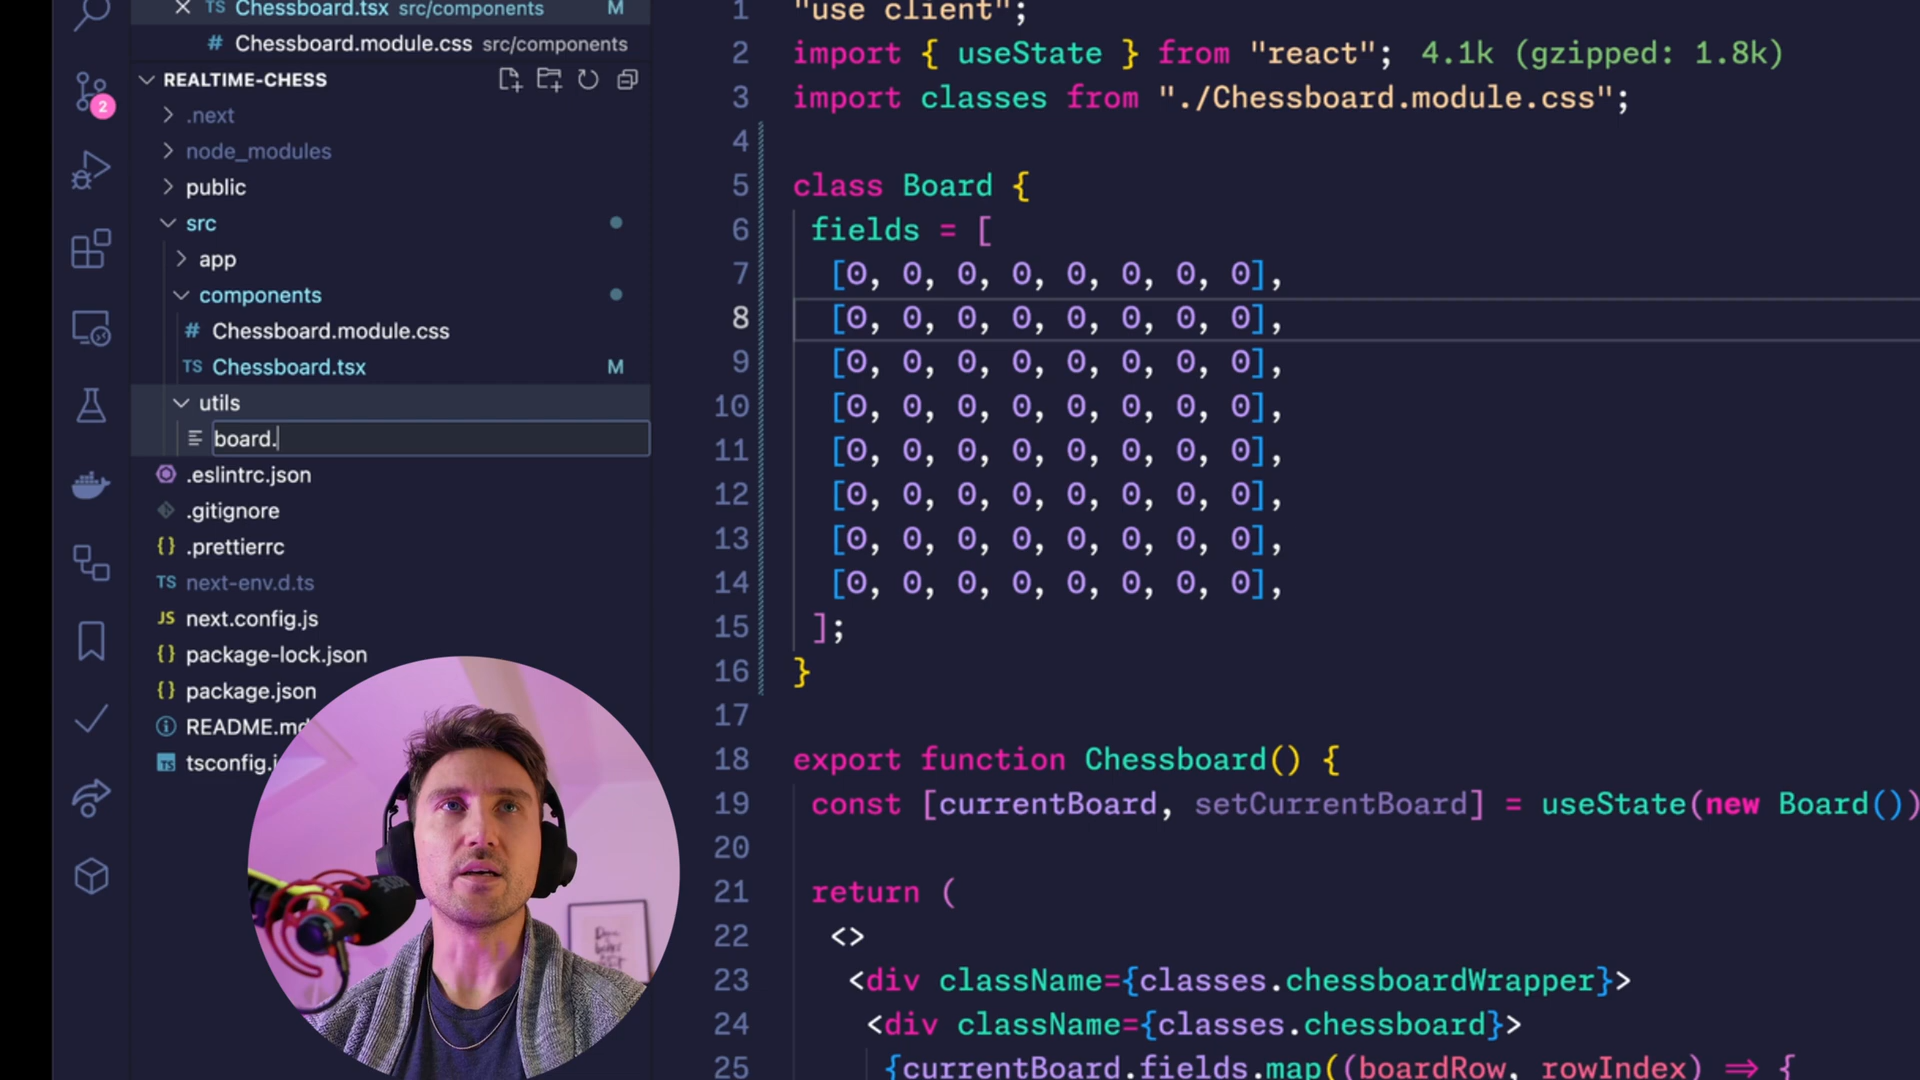 TS Chessboard.tsx src/components M
# Chessboard.module.css src/components
REALTIME-CHESS
2
.next
node_modules
public
src
app
components
# Chessboard.module.css
TS Chessboard.tsx M
utils
board.
.eslintrc.json
.gitignore
{} .prettierrc
TS next-env.d.ts
JS next.config.js
{} package-lock.json
{} package.json
README.md
TS tsconfig.j
1 "use client";
2 import { useState } from "react"; 4.1k (gzipped: 1.8k)
3 import classes from "./Chessboard.module.css";
4
5 class Board {
6 fields = [
7 [0, 0, 0, 0, 0, 0, 0, 0],
8 [0, 0, 0, 0, 0, 0, 0, 0],
9 [0, 0, 0, 0, 0, 0, 0, 0],
10 [0, 0, 0, 0, 0, 0, 0, 0],
11 [0, 0, 0, 0, 0, 0, 0, 0],
12 [0, 0, 0, 0, 0, 0, 0, 0],
13 [0, 0, 0, 0, 0, 0, 0, 0],
14 [0, 0, 0, 0, 0, 0, 0, 0],
15 ];
16 }
17
18 export function Chessboard() {
19 const [currentBoard, setCurrentBoard] = useState(new Board())
20
21 return (
22 <>
23 <div className={classes.chessboardWrapper}>
24 <div className={classes.chessboard}>
25 {currentBoard.fields.map((boardRow, rowIndex) => {